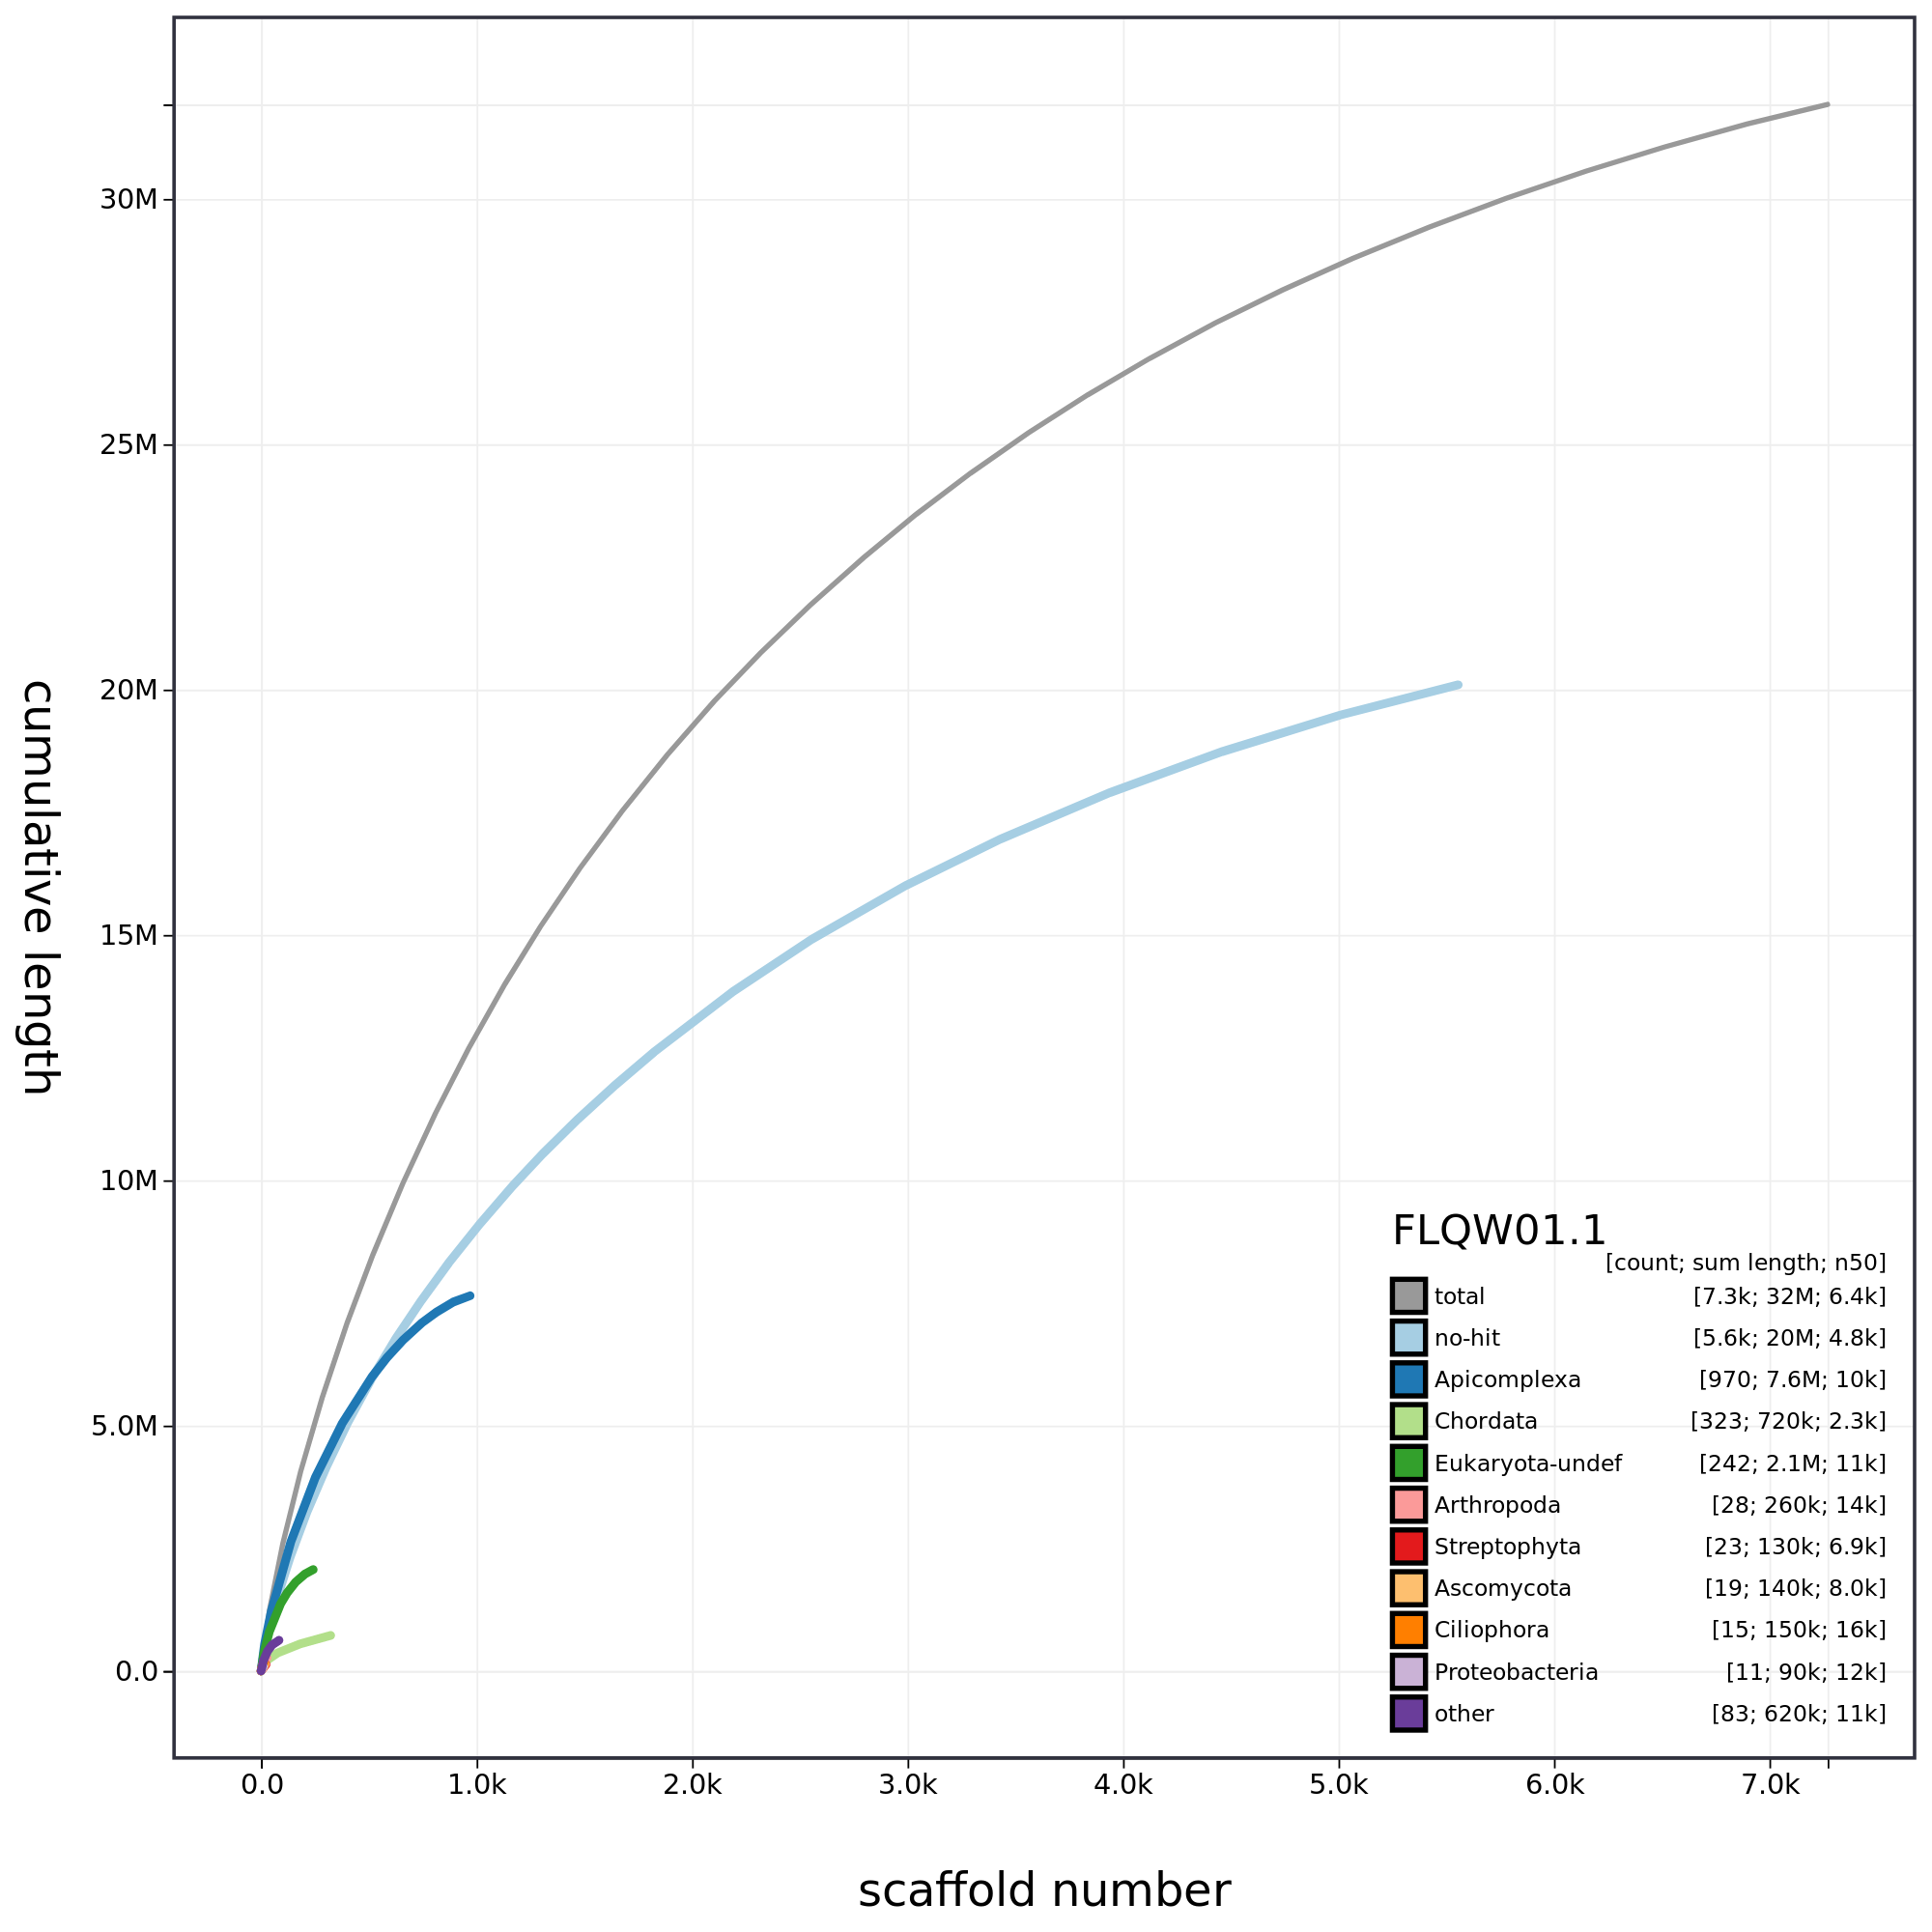 cumulative length
30M
25M
20M
15M
10M
5.0M
0.0
FLQW01.1
[count; sum length; n50]
total [7.3k; 32M; 6.4k]
no-hit [5.6k; 20M; 4.8k]
Apicomplexa [970; 7.6M; 10k]
Chordata [323; 720k; 2.3k]
Eukaryota-undef [242; 2.1M; 11k]
Arthropoda [28; 260k; 14k]
Streptophyta [23; 130k; 6.9k]
Ascomycota [19; 140k; 8.0k]
Ciliophora [15; 150k; 16k]
Proteobacteria [11; 90k; 12k]
other [83; 620k; 11k]
0.0 1.0k 2.0k 3.0k 4.0k 5.0k 6.0k 7.0k
scaffold number